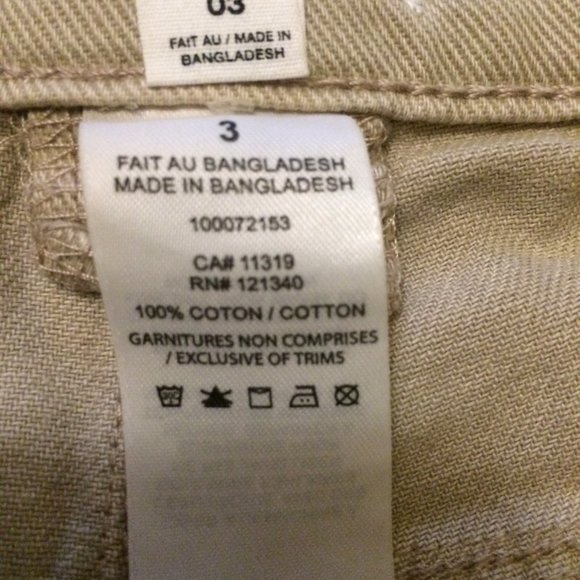 03
FAIT AU / MADE IN
BANGLADESH
3
FAIT AU BANGLADESH
MADE IN BANGLADESH
100072153
CA# 11319
RN# 121340
100% COTON / COTTON
GARNITURES NON COMPRISES
/ EXCLUSIVE OF TRIMS